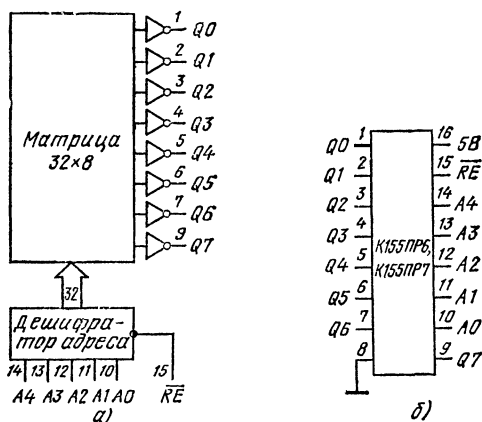 1 Q0
2 Q1
3 Q2
4 Q3
5 Q4
6 Q5
7 Q6
9 Q7
Матрица
32×8
32
Дешифра-
тор адреса
14 13 12 11 10 15
A4 A3 A2 A1 A0 RE
а)
Q0 1 16 5В
Q1 2 15 RE
Q2 3 14 A4
Q3 4 13 A3
К155ПР6,
Q4 5 12 A2
К155ПР7
Q5 6 11 A1
Q6 7 10 A0
8 9 Q7
б)